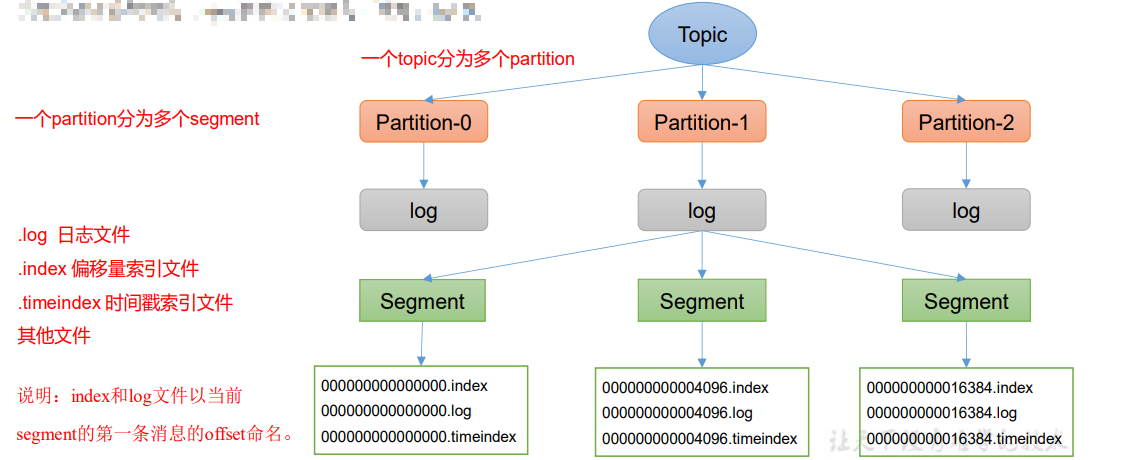 Topic
一个topic分为多个partition
一个partition分为多个segment
Partition-0
Partition-1
Partition-2
log
log
log
.log 日志文件
.index 偏移量索引文件
.timeindex 时间戳索引文件
其他文件
Segment
Segment
Segment
说明：index和log文件以当前
segment的第一条消息的offset命名。
000000000000000.index
000000000000000.log
000000000000000.timeindex
000000000004096.index
000000000004096.log
000000000004096.timeindex
000000000016384.index
000000000016384.log
000000000016384.timeindex